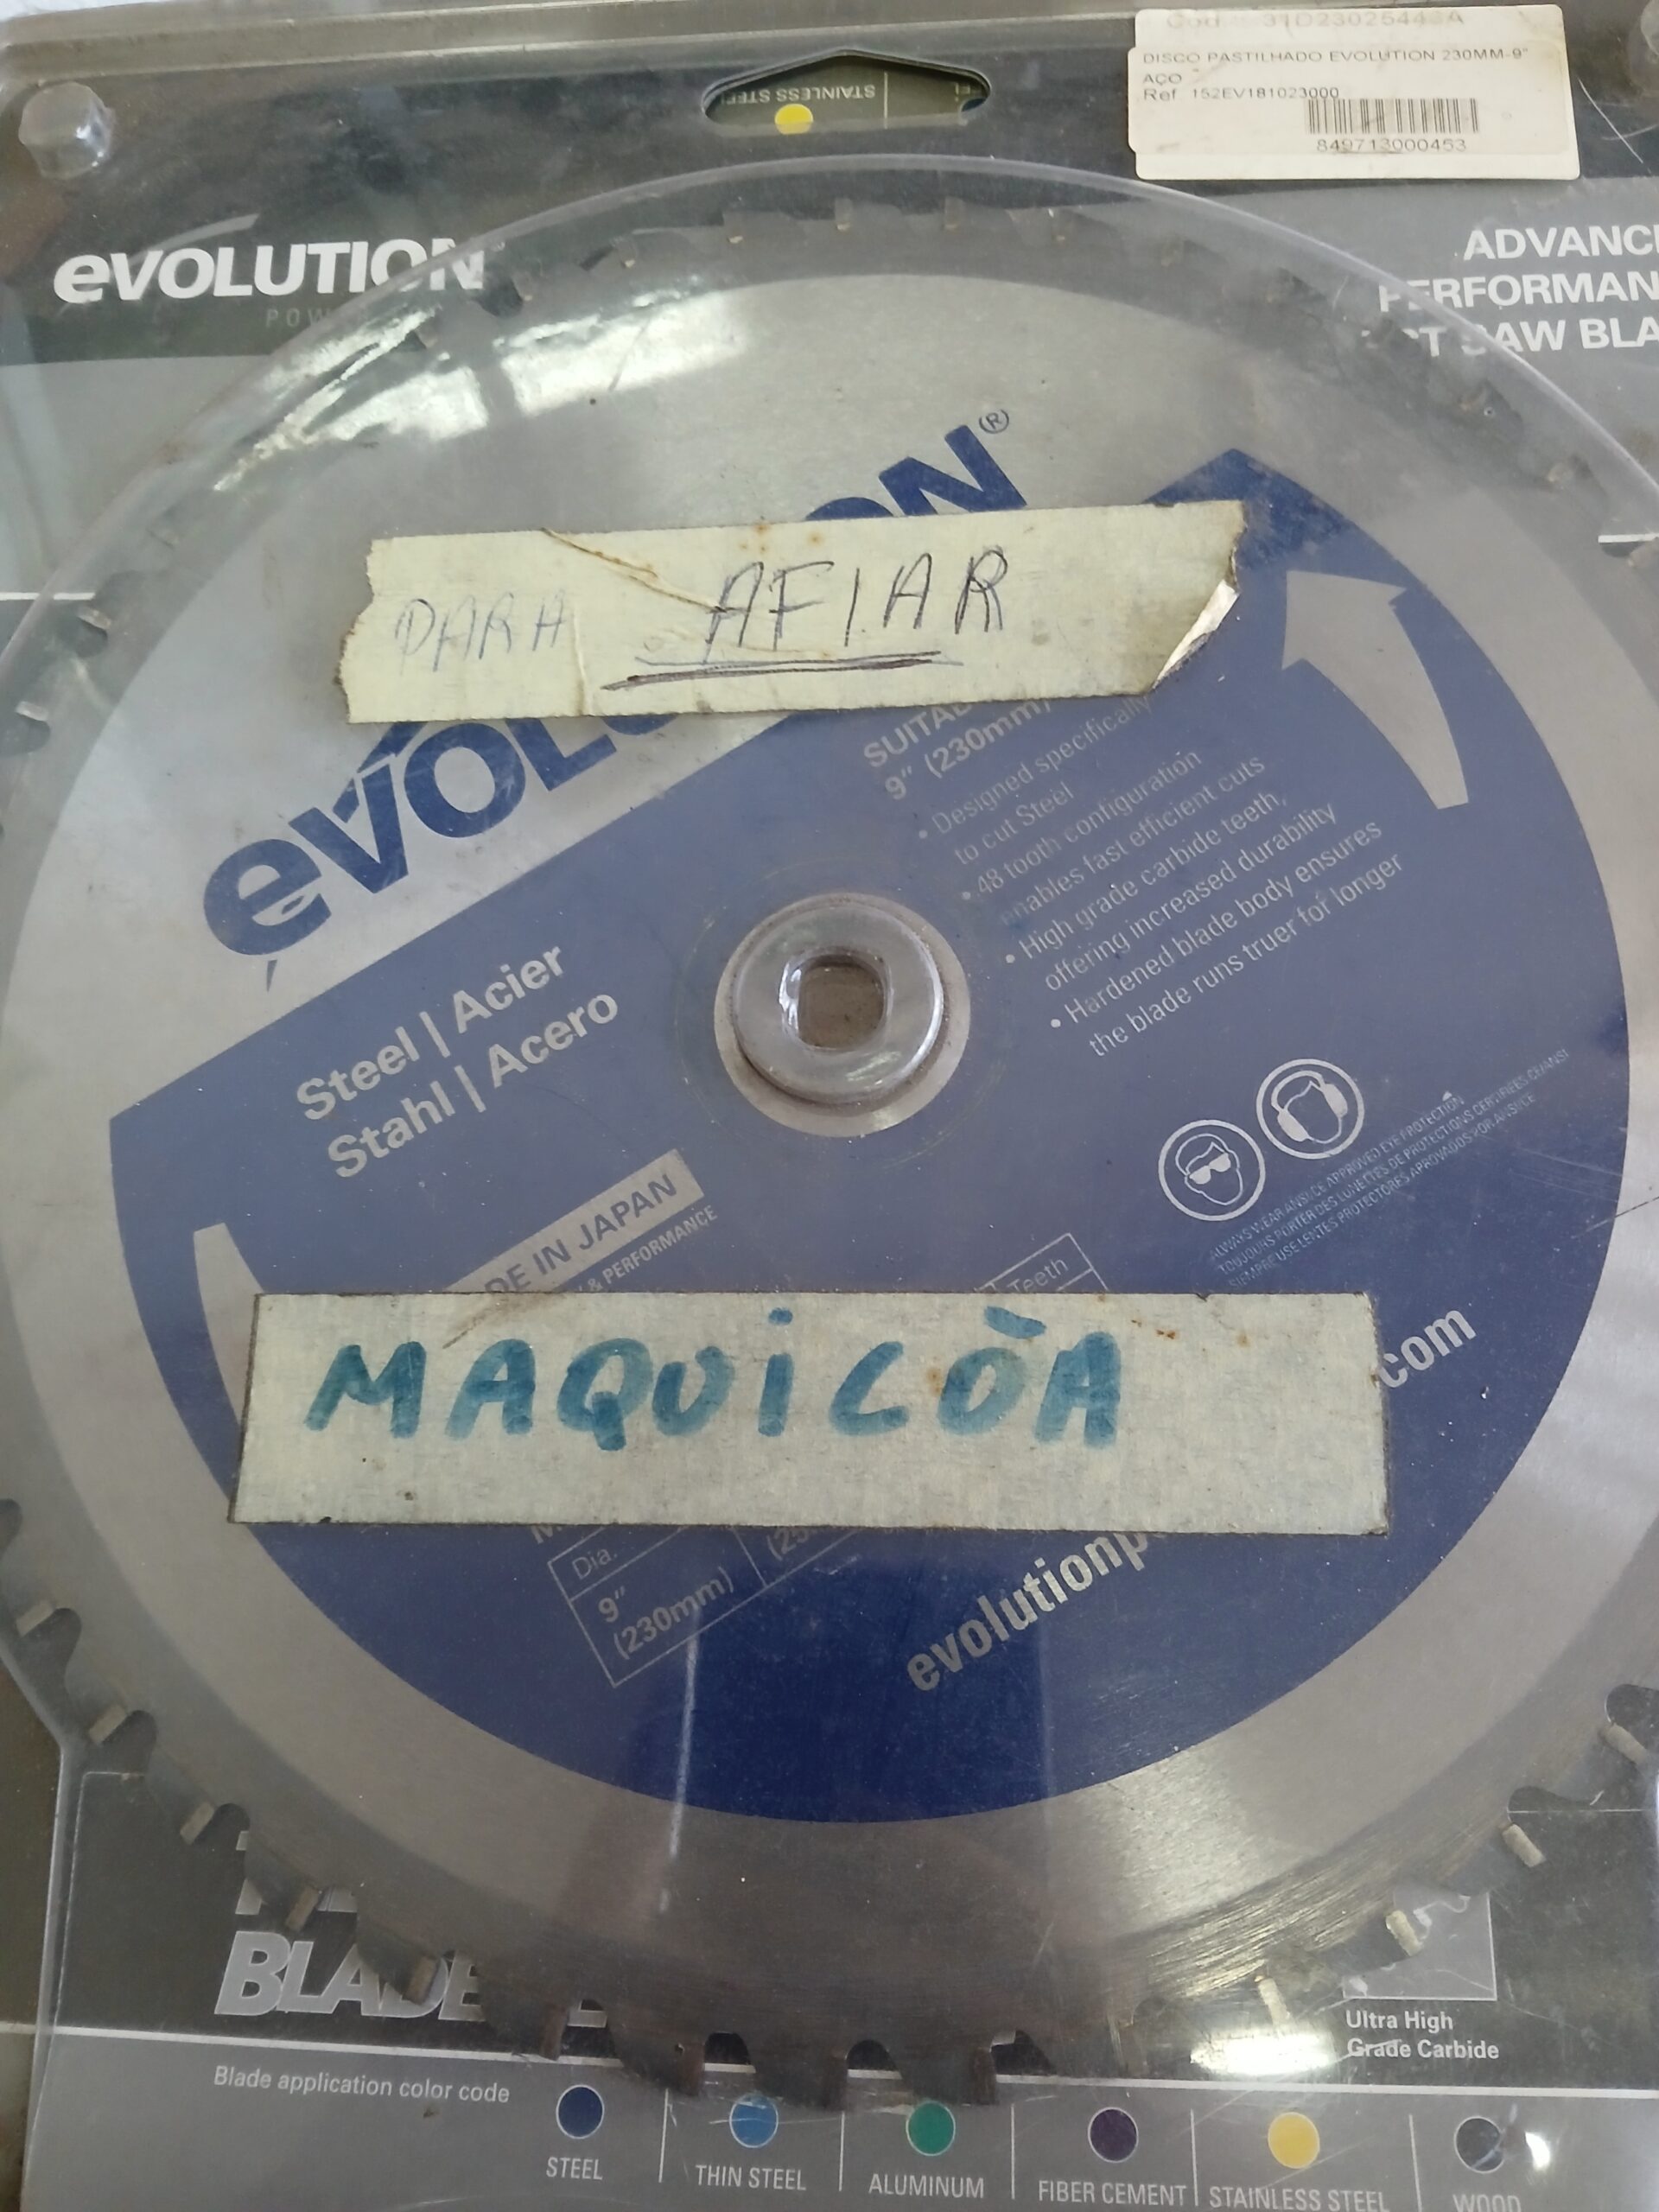 31D23025443A
DISCO PASTILHADO EVOLUTION 230MM-9"
AÇO
Ref 152EV181023000
849713000453
STAINLESS STEEL
evolution®
ADVANC
PERFORMAN
SAW BLA
®
PARA AFIAR
evolu
9" (230mm)
• Designed specifically
to cut Steel
• 48 tooth configuration
enables fast efficient cuts
• High grade carbide teeth,
offering increased durability
• Hardened blade body ensures
the blade runs truer for longer
Steel | Acier
Stahl | Acero
DE IN JAPAN
& PERFORMANCE
Teeth
MAQUiCÒA
Dia.
9"
(230mm)
evolutionp
com
BLADE
Ultra High
Grade Carbide
Blade application color code
STEEL
THIN STEEL
ALUMINUM
FIBER CEMENT
STAINLESS STEEL
WOOD